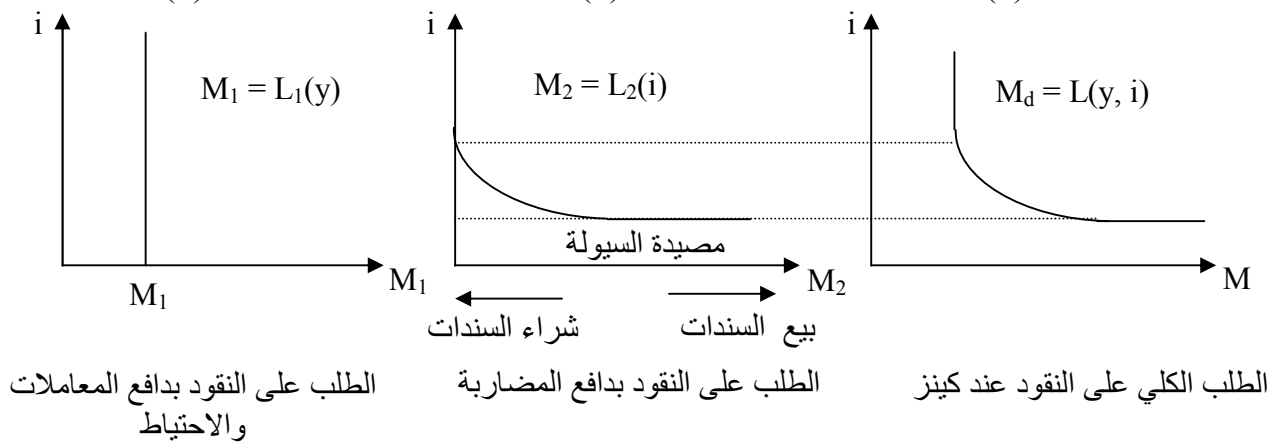 i
M₁ = L₁(y)
M₁
M₁
i
M₂ = L₂(i)
مصيدة السيولة
M₂
شراء السندات
بيع السندات
i
M_d = L(y, i)
M
الطلب على النقود بدافع المعاملات
والاحتياط
الطلب على النقود بدافع المضاربة
الطلب الكلي على النقود عند كينز